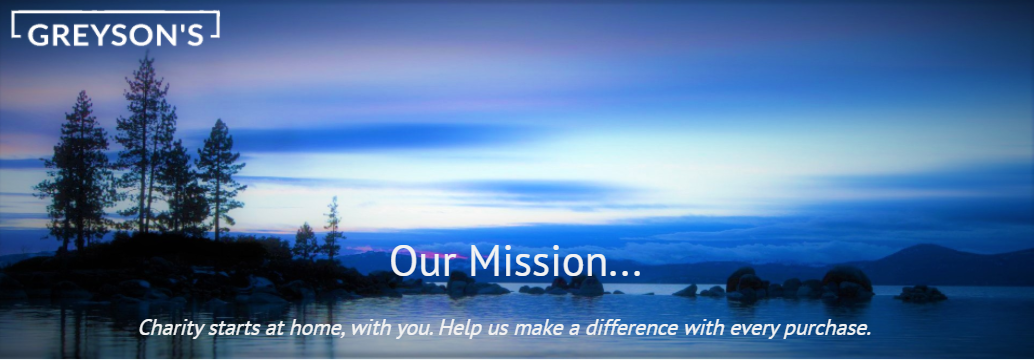 GREYSON'S
Our Mission...
Charity starts at home, with you. Help us make a difference with every purchase.